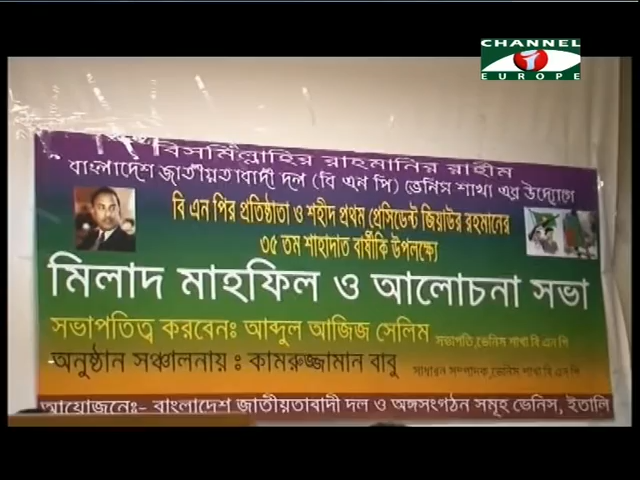 CHANNEL
i
EUROPE
বিসমিল্লাহির রাহমানির রাহীম
বাংলাদেশ জাতীয়তাবাদী দল (বি এন পি) ভেনিস শাখা এর উদ্যোগে
বি এন পির প্রতিষ্ঠাতা ও শহীদ প্রথম প্রেসিডেন্ট জিয়াউর রহমানের
৩৫ তম শাহাদাত বার্ষীকি উপলক্ষ্যে
মিলাদ মাহফিল ও আলোচনা সভা
সভাপতিত্ব করবেনঃ আব্দুল আজিজ সেলিম সভাপতি,ভেনিস শাখা বি এন পি
অনুষ্ঠান সঞ্চালনায় : কামরুজ্জামান বাবু সাধারন সম্পাদক,ভেনিস শাখা বি এন পি
আয়োজনেঃ- বাংলাদেশ জাতীয়তাবাদী দল ও অঙ্গসংগঠন সমূহ ভেনিস, ইতালি